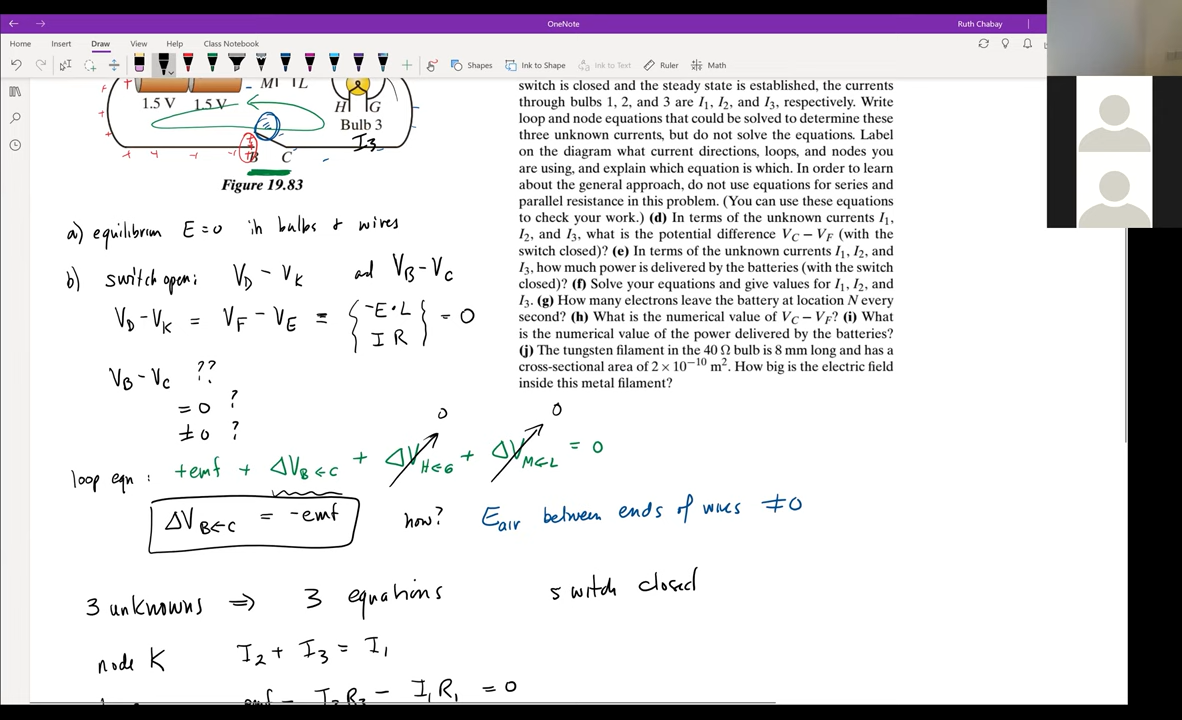 OneNote
Ruth Chabay
Home Insert Draw View Help Class Notebook
Shapes Ink to Shape Ink to Text Ruler Math
1.5 V 1.5 V - M L
H G
Bulb 3
I3
B C
Figure 19.83
switch is closed and the steady state is established, the currents
through bulbs 1, 2, and 3 are I1, I2, and I3, respectively. Write
loop and node equations that could be solved to determine these
three unknown currents, but do not solve the equations. Label
on the diagram what current directions, loops, and nodes you
are using, and explain which equation is which. In order to learn
about the general approach, do not use equations for series and
parallel resistance in this problem. (You can use these equations
to check your work.) (d) In terms of the unknown currents I1,
I2, and I3, what is the potential difference VC − VF (with the
switch closed)? (e) In terms of the unknown currents I1, I2, and
I3, how much power is delivered by the batteries (with the switch
closed)? (f) Solve your equations and give values for I1, I2, and
I3. (g) How many electrons leave the battery at location N every
second? (h) What is the numerical value of VC − VF? (i) What
is the numerical value of the power delivered by the batteries?
(j) The tungsten filament in the 40 Ω bulb is 8 mm long and has a
cross-sectional area of 2 × 10⁻¹⁰ m². How big is the electric field
inside this metal filament?
a) equilibrium E = 0 in bulbs + wires
b) switch open: VD - VK and VB - VC
VD - VK = VF - VE = { -E·L
I R } = 0
VB - VC ??
= 0 ?
≠ 0 ?
loop eqn: +emf + ΔV B←C + ΔV H←G + ΔV M←L = 0
0 0
ΔV B←C = -emf how? Eair between ends of wires ≠ 0
3 unknowns ⇒ 3 equations switch closed
node K I2 + I3 = I1
emf - I3R3 - I1R1 = 0